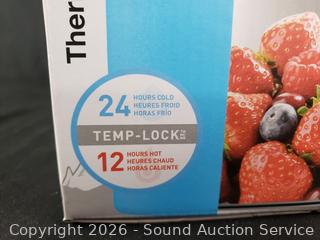 Ther
24
HOURS COLD
HEURES FROID
HORAS FRÍO
TEMP-LOCK
12
HOURS HOT
HEURES CHAUD
HORAS CALIENTE
Copyright 2026 - Sound Auction Service